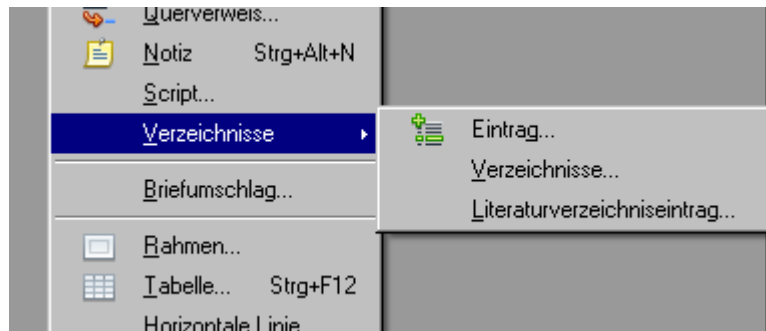 Querverweis...
Notiz Strg+Alt+N
Script...
Verzeichnisse
Eintrag...
Verzeichnisse...
Literaturverzeichniseintrag...
Briefumschlag...
Rahmen...
Tabelle... Strg+F12
Horizontale Linie